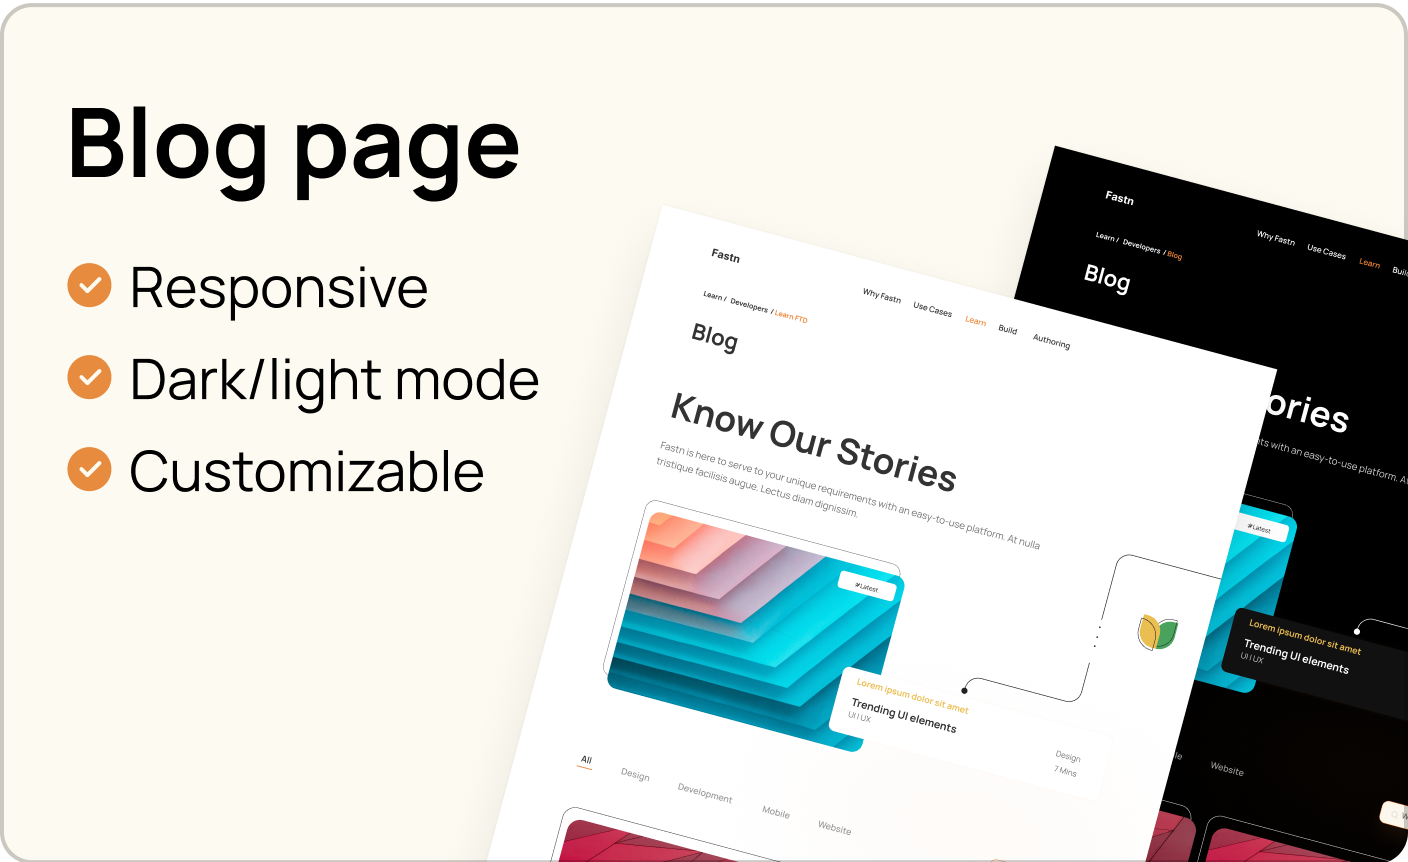 Blog page
Responsive
Dark/light mode
Customizable
Fastn
Why Fastn Use Cases Learn Build Authoring
Learn / Developers / Learn FTD
Blog
Know Our Stories
Fastn is here to serve to your unique requirements with an easy-to-use platform. At nulla
tristique facilisis augue. Lectus diam dignissim.
#Latest
Lorem ipsum dolor sit amet
Trending UI elements
UI I UX
Design
7 Mins
All Design Development Mobile Website
Fastn
Why Fastn Use Cases Learn Build
Learn / Developers / Blog
Blog
ories
with an easy-to-use platform.
#Latest
Lorem ipsum dolor sit amet
Trending UI elements
UI I UX
Website